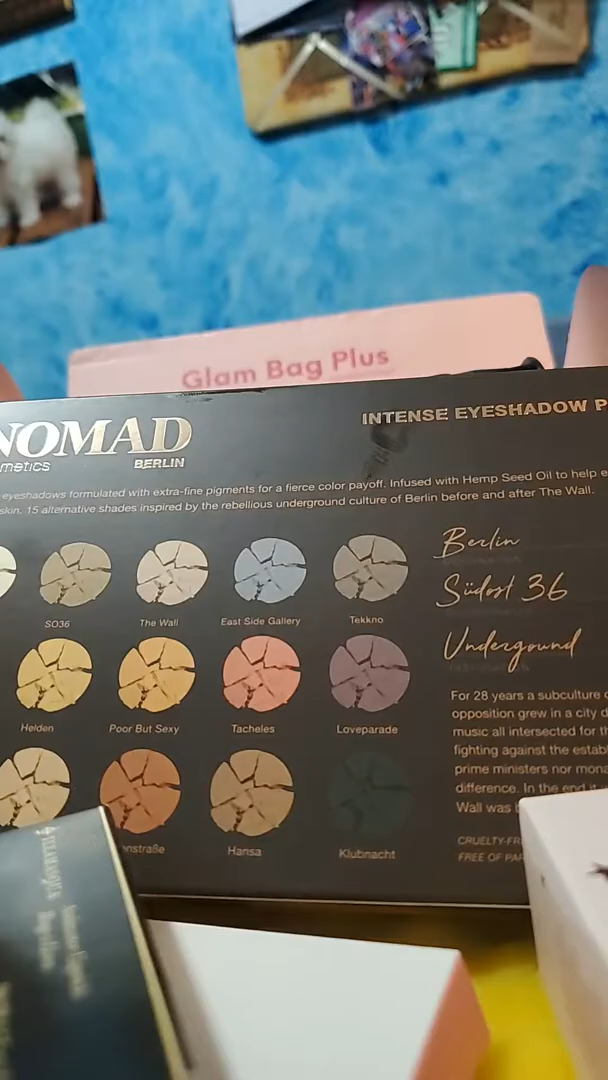 Glam Bag Plus
NOMAD
metics
BERLIN
INTENSE EYESHADOW P
eyeshadows formulated with extra-fine pigments for a fierce color payoff. Infused with Hemp Seed Oil to help e
skin. 15 alternative shades inspired by the rebellious underground culture of Berlin before and after The Wall.
Berlin
Südost 36
Undergound
SO36
The Wall
East Side Gallery
Tekkno
Helden
Poor But Sexy
Tacheles
Loveparade
nstraße
Hansa
Klubnacht
For 28 years a subculture o
opposition grew in a city d
music all intersected for th
fighting against the establ
prime ministers nor mona
difference. In the end it
Wall was
CRUELTY-FR
FREE OF PAR